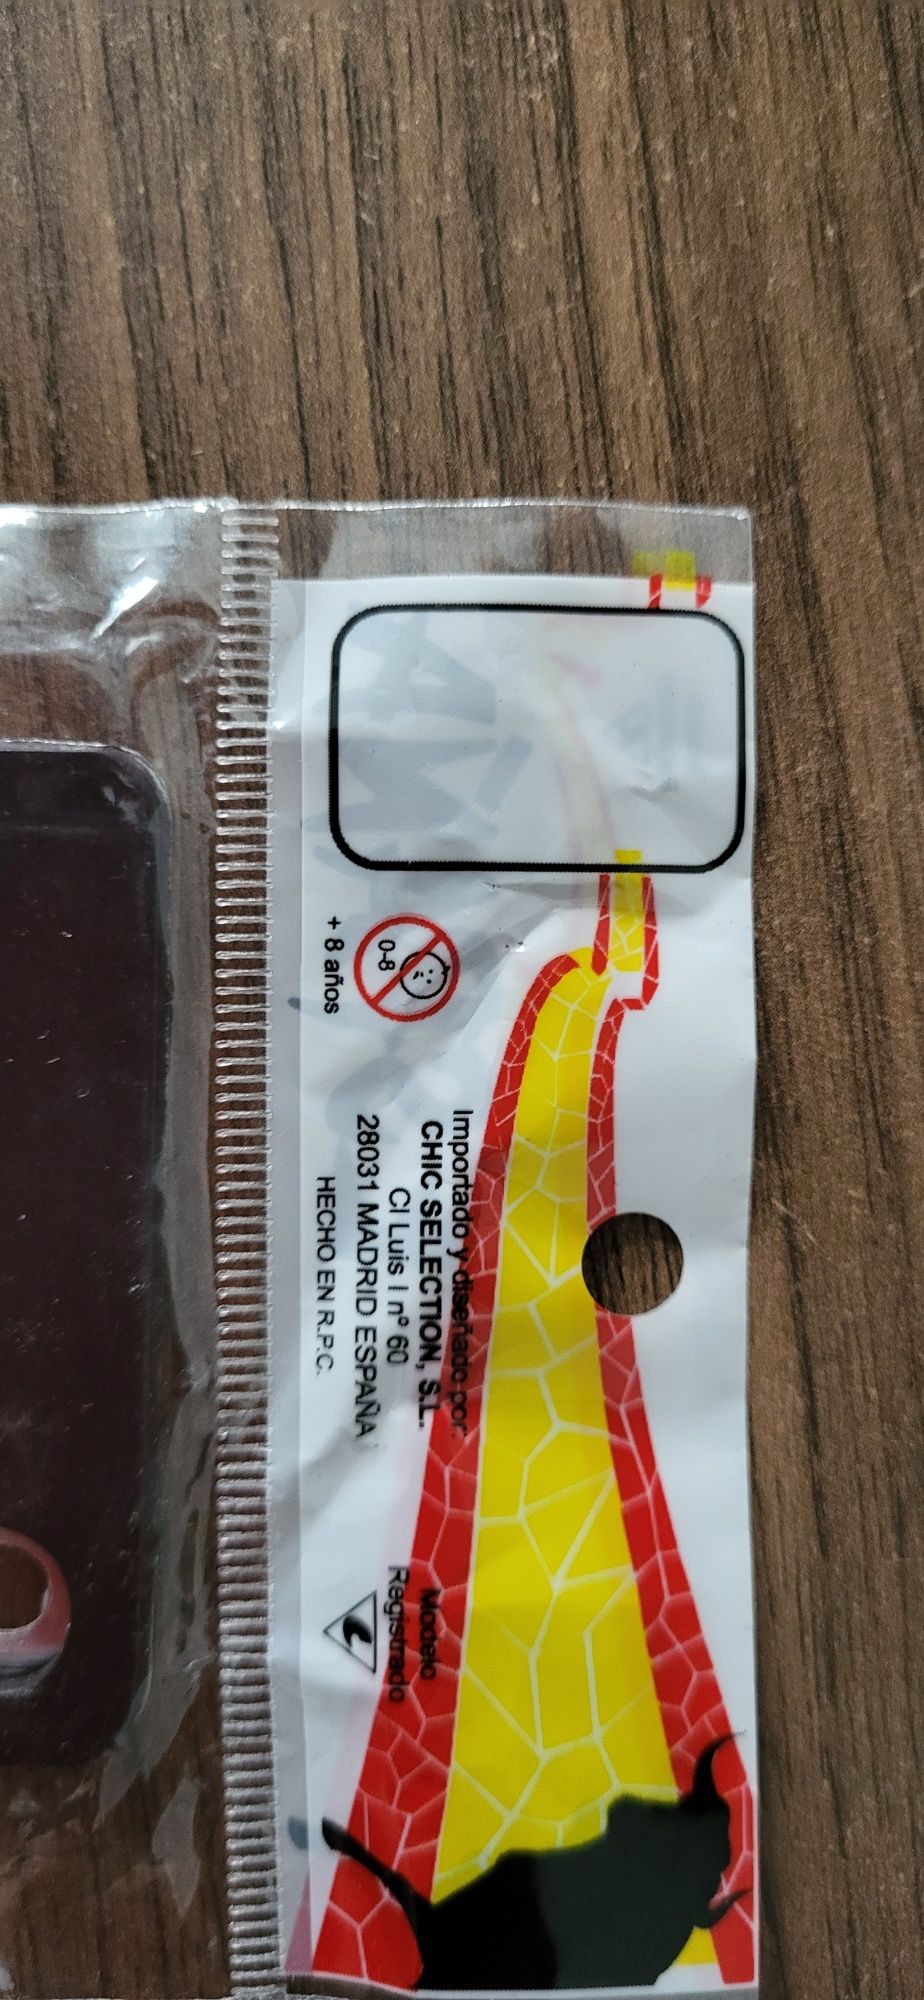 + 8 años
0-8
Importado y diseñado por:
CHIC SELECTION, S.L.
Cl Luis I nº 60
28031 MADRID ESPAÑA
HECHO EN R.P.C.
Modelo
Registrado